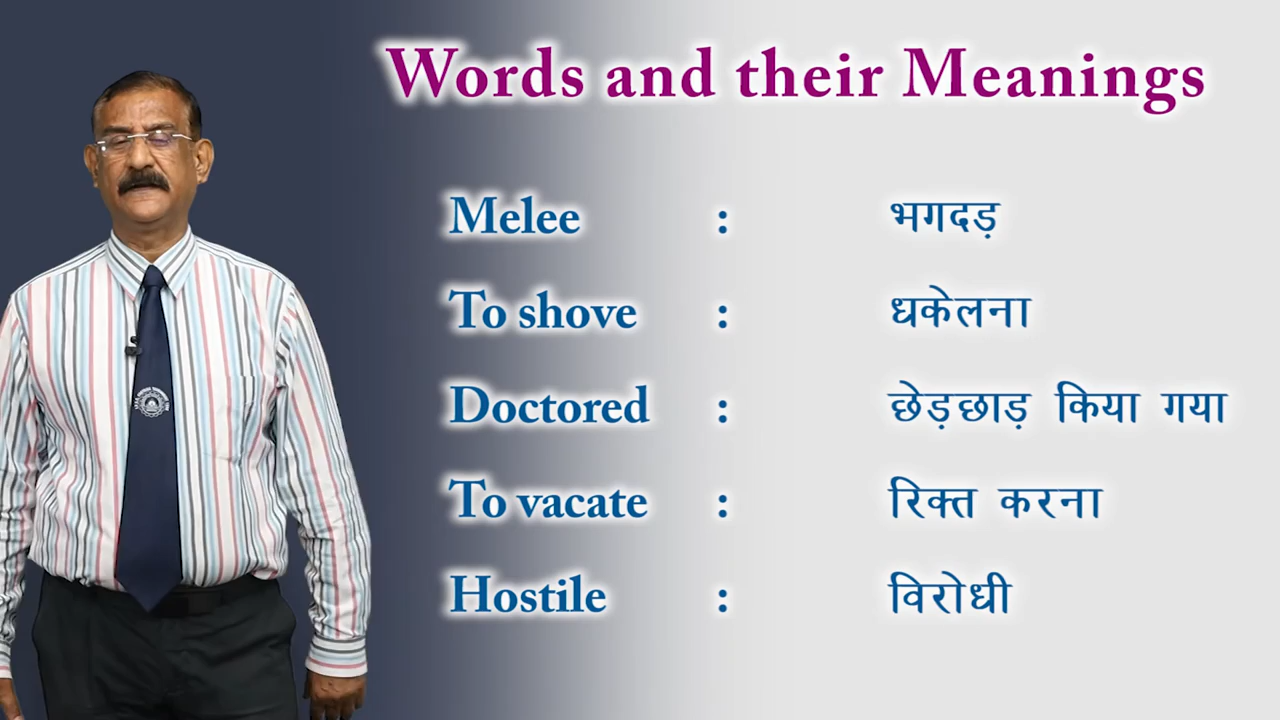 Words and their Meanings
Melee : भगदड़
To shove : धकेलना
Doctored : छेड़छाड़ किया गया
To vacate : रिक्त करना
Hostile : विरोधी